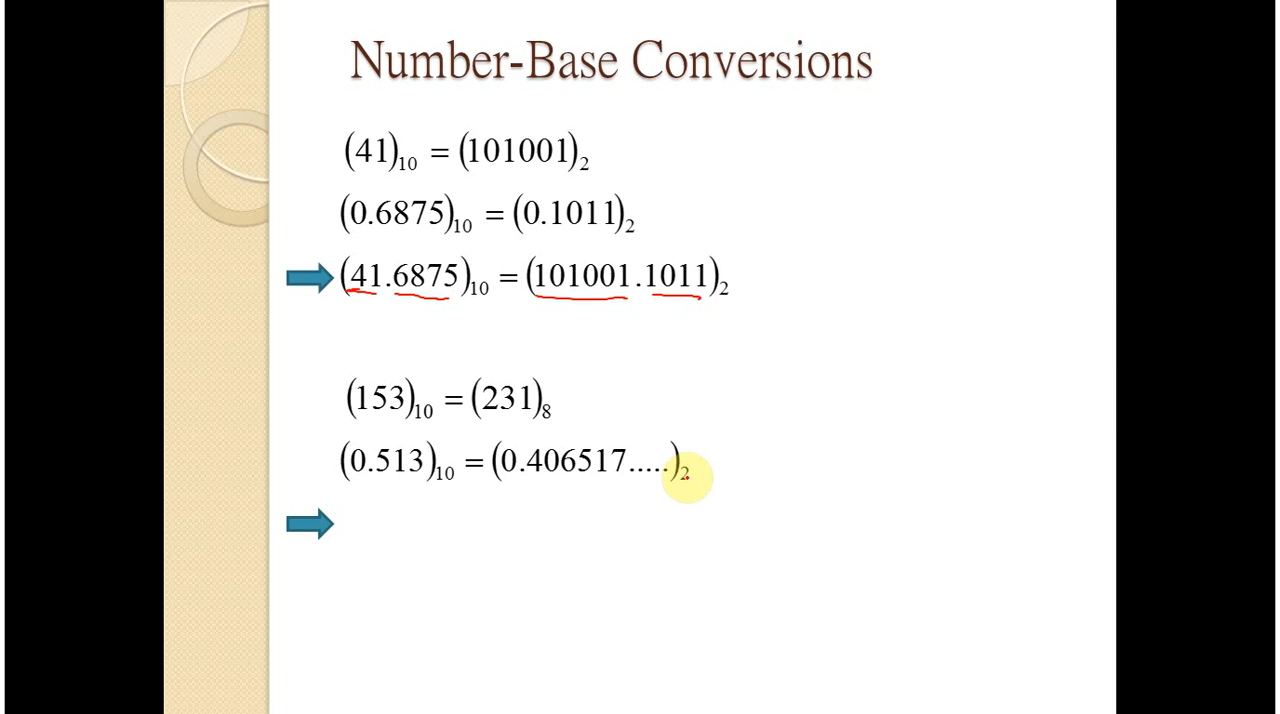 Number-Base Conversions
(41)₁₀ = (101001)₂
(0.6875)₁₀ = (0.1011)₂
(41.6875)₁₀ = (101001.1011)₂
(153)₁₀ = (231)₈
(0.513)₁₀ = (0.406517.....)₂